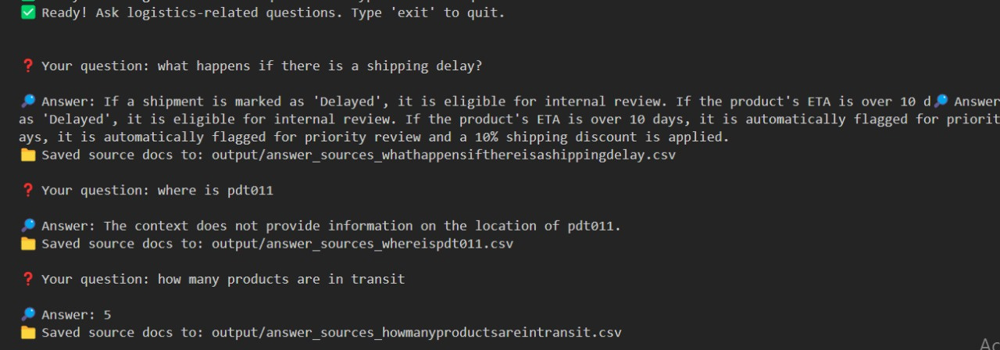 ✅ Ready! Ask logistics-related questions. Type 'exit' to quit.
❓ Your question: what happens if there is a shipping delay?
🔎 Answer: If a shipment is marked as 'Delayed', it is eligible for internal review. If the product's ETA is over 10 d🔎 Answer
as 'Delayed', it is eligible for internal review. If the product's ETA is over 10 days, it is automatically flagged for priorit
ays, it is automatically flagged for priority review and a 10% shipping discount is applied.
📁 Saved source docs to: output/answer_sources_whathappensifthereisashippingdelay.csv
❓ Your question: where is pdt011
🔎 Answer: The context does not provide information on the location of pdt011.
📁 Saved source docs to: output/answer_sources_whereispdt011.csv
❓ Your question: how many products are in transit
🔎 Answer: 5
📁 Saved source docs to: output/answer_sources_howmanyproductsareintransit.csv
Ac